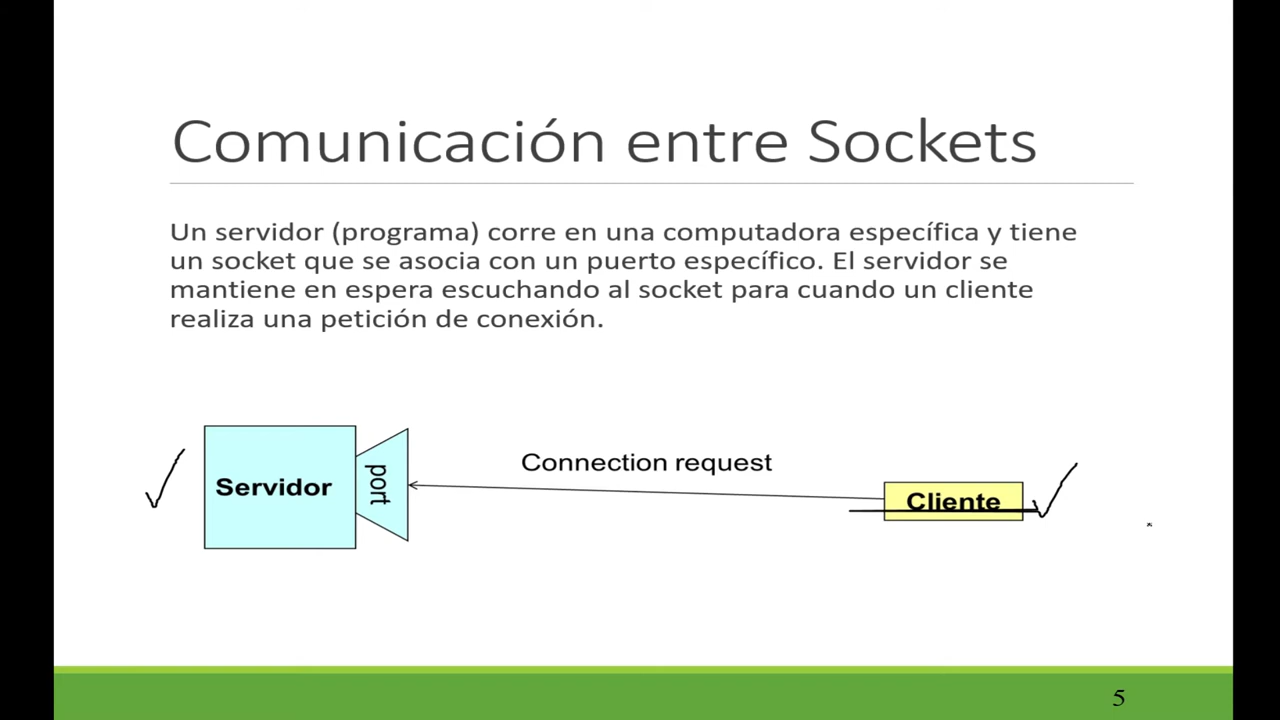 Comunicación entre Sockets
Un servidor (programa) corre en una computadora específica y tiene
un socket que se asocia con un puerto específico. El servidor se
mantiene en espera escuchando al socket para cuando un cliente
realiza una petición de conexión.
Connection request
Servidor
port
Cliente
5